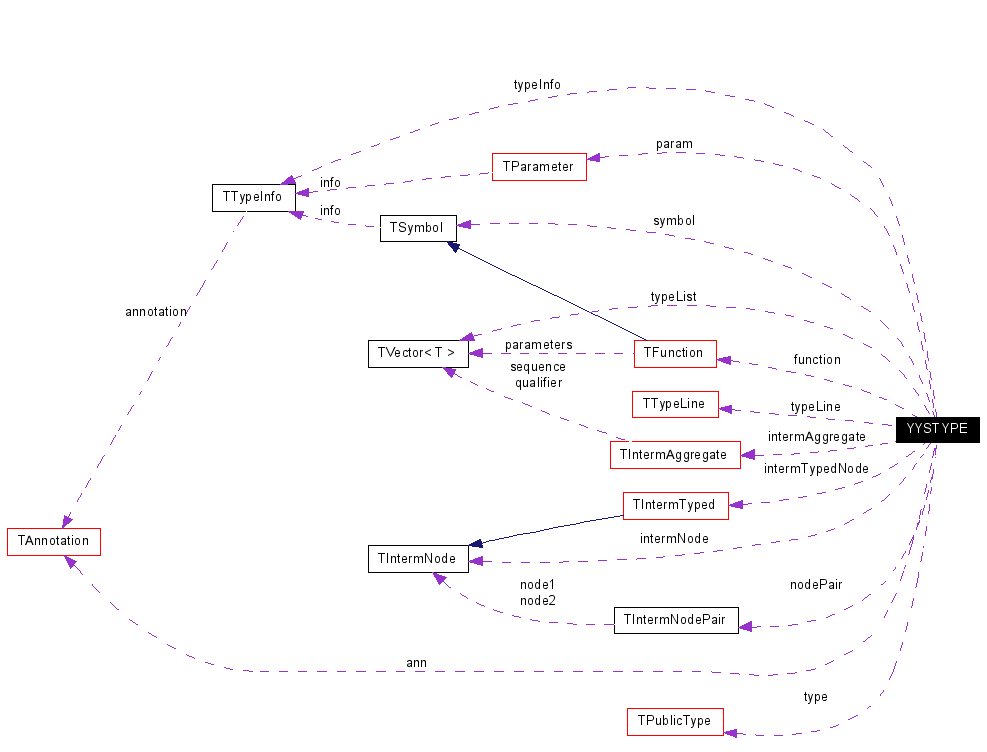 typeInfo
param
TParameter
info
TTypeInfo
info
symbol
TSymbol
typeList
annotation
parameters
TVector< T >
TFunction
function
sequence
qualifier
TTypeLine
typeLine
YYSTYPE
intermAggregate
TIntermAggregate
intermTypedNode
TIntermTyped
TAnnotation
intermNode
TIntermNode
node1
node2
nodePair
TIntermNodePair
ann
type
TPublicType